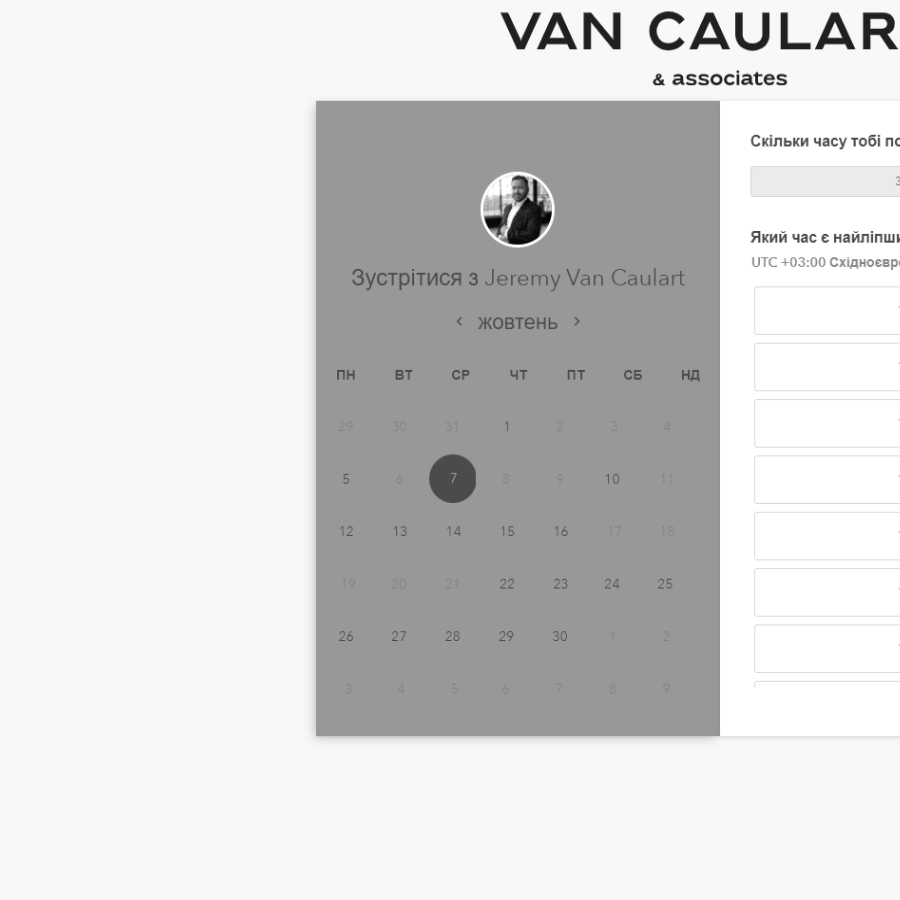 VAN CAULAR
& associates
Скільки часу тобі по
3
Зустрітися з Jeremy Van Caulart
Який час є найліпши
UTC +03:00 Східноєвро
жовтень
ПН ВТ СР ЧТ ПТ СБ НД
29 30 31 1 2 3 4
5 6 7 8 9 10 11
12 13 14 15 16 17 18
19 20 21 22 23 24 25
26 27 28 29 30 1 2
3 4 5 6 7 8 9